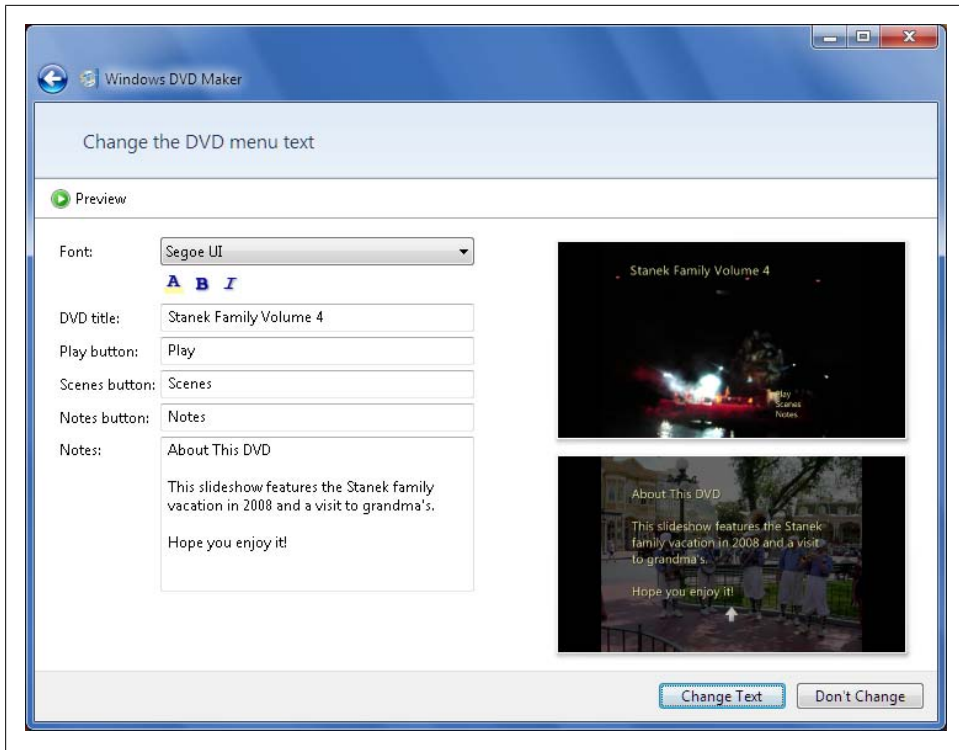 Windows DVD Maker
Change the DVD menu text
Preview
Font:
Segoe UI
A B I
DVD title:
Stanek Family Volume 4
Play button:
Play
Scenes button:
Scenes
Notes button:
Notes
Notes:
About This DVD
This slideshow features the Stanek family
vacation in 2008 and a visit to grandma's.
Hope you enjoy it!
Stanek Family Volume 4
Play
Scenes
Notes
About This DVD
This slideshow features the Stanek
family vacation in 2008 and a visit
to grandma's.
Hope you enjoy it!
Change Text
Don't Change